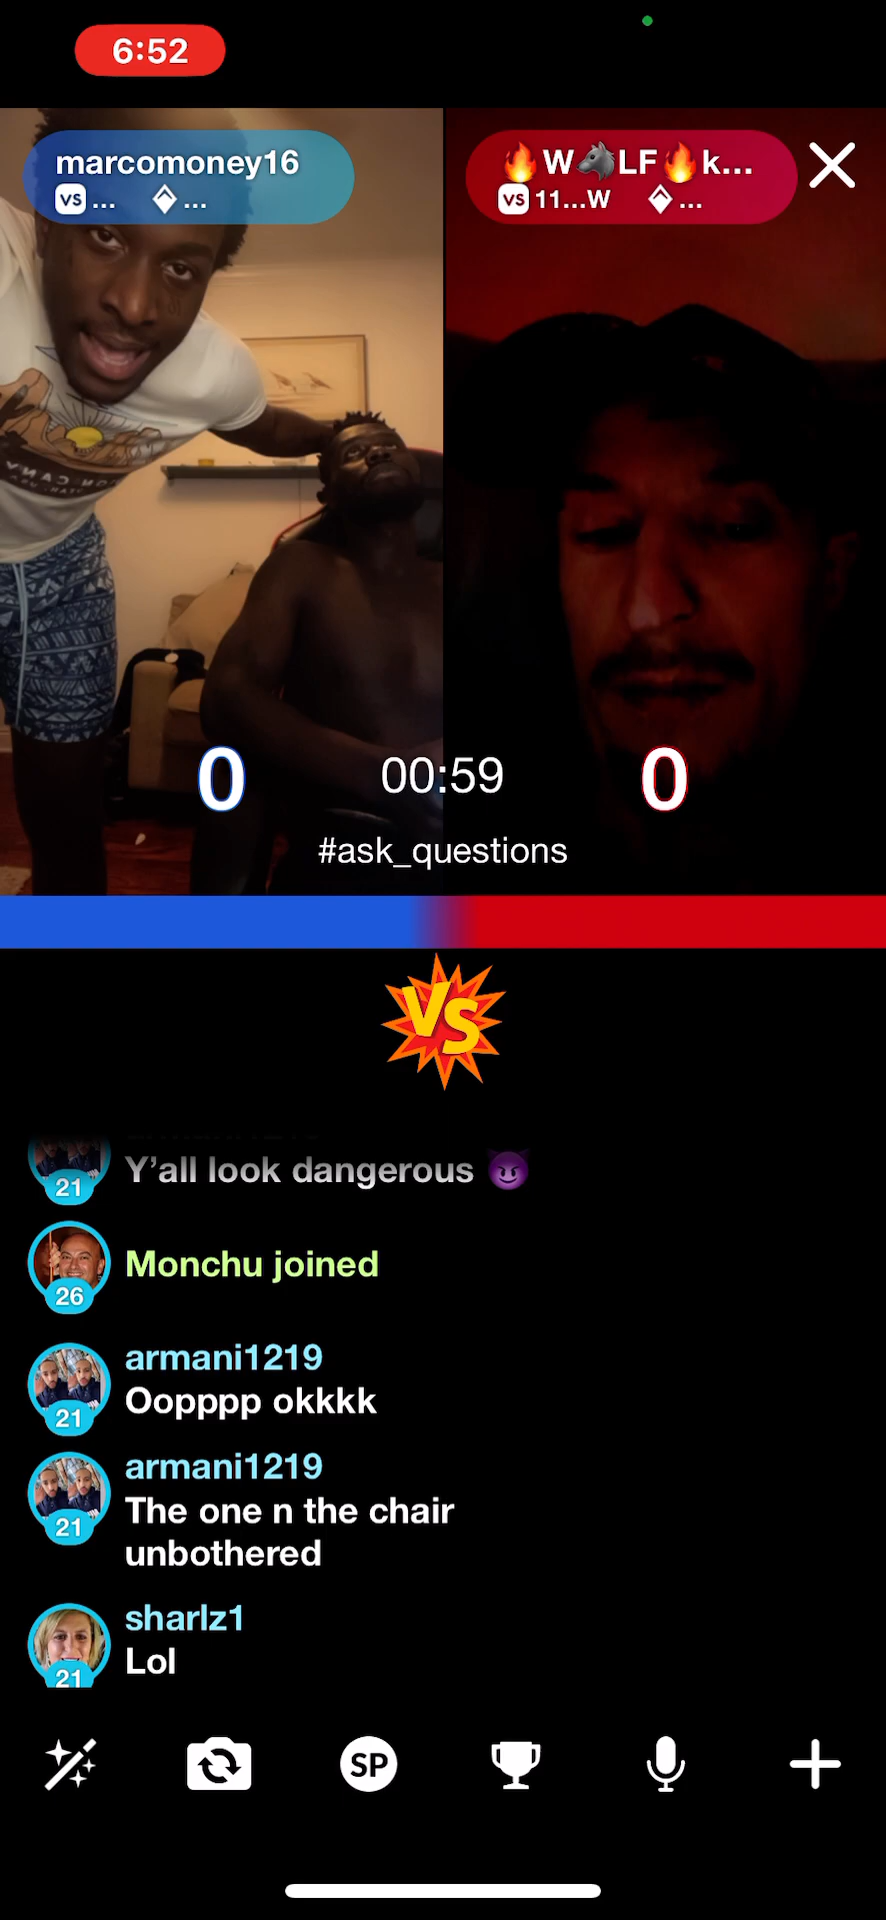 6:52
marcomoney16
VS ... ...
🔥W🐺LF🔥k...
VS 11...W ...
0
00:59
0
#ask_questions
VS
Y'all look dangerous 😈
21
Monchu joined
26
armani1219
Oopppp okkkk
21
armani1219
The one n the chair
unbothered
21
sharlz1
Lol
21
SP